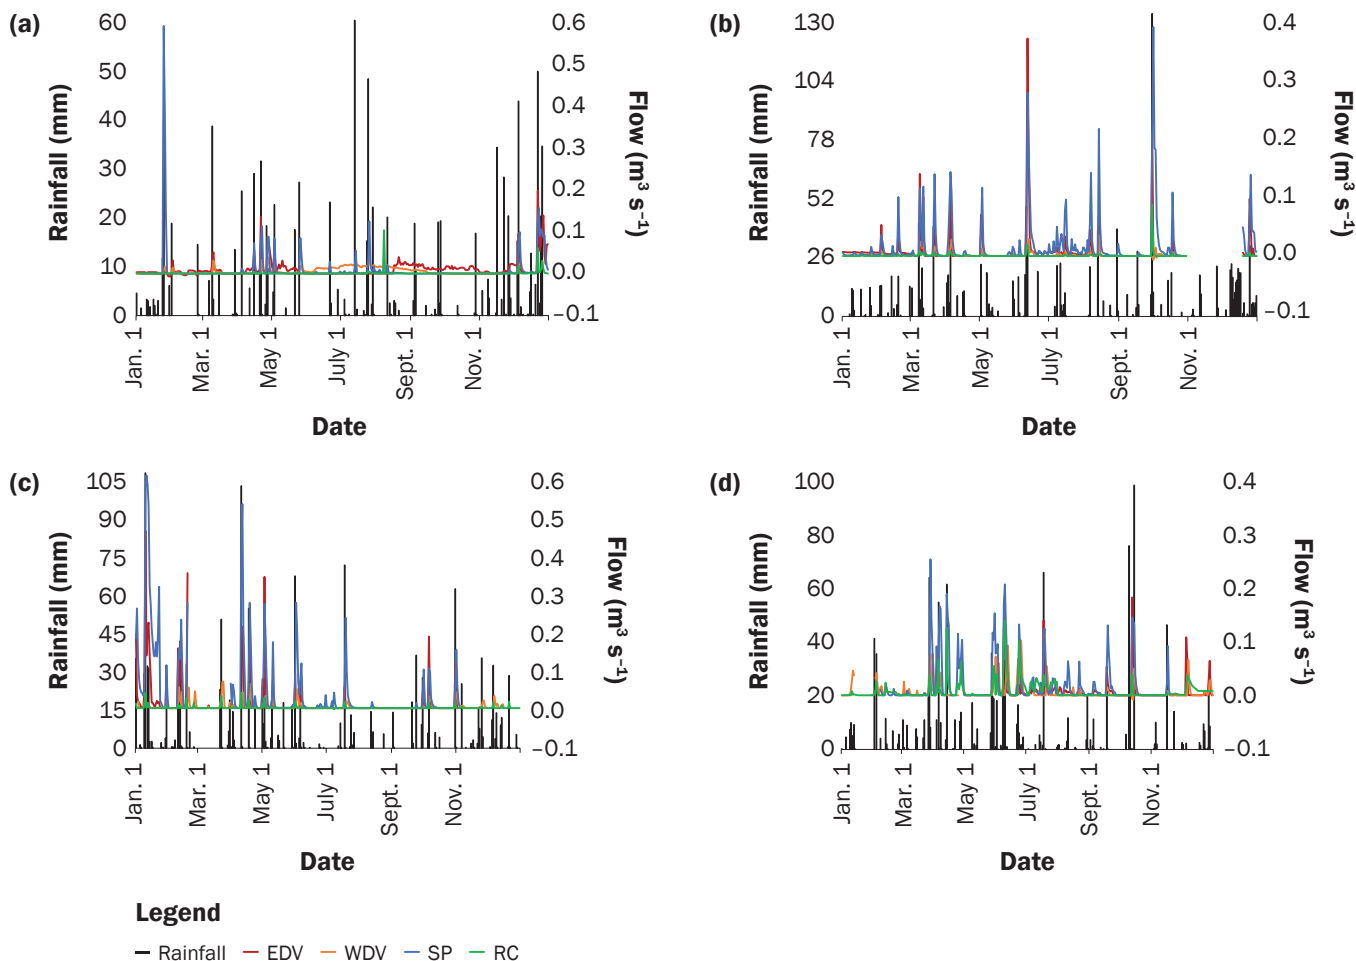 (a)
60
50
40
30
20
10
0
Rainfall (mm)
0.6
0.5
0.4
0.3
0.2
0.1
0.0
–0.1
Flow (m³ s⁻¹)
Jan. 1
Mar. 1
May 1
July 1
Sept. 1
Nov. 1
Date
(b)
130
104
78
52
26
0
Rainfall (mm)
0.4
0.3
0.2
0.1
0.0
–0.1
Flow (m³ s⁻¹)
Jan. 1
Mar. 1
May 1
July 1
Sept. 1
Nov. 1
Date
(c)
105
90
75
60
45
30
15
0
Rainfall (mm)
0.6
0.5
0.4
0.3
0.2
0.1
0.0
–0.1
Flow (m³ s⁻¹)
Jan. 1
Mar. 1
May 1
July 1
Sept. 1
Nov. 1
Date
(d)
100
80
60
40
20
0
Rainfall (mm)
0.4
0.3
0.2
0.1
0.0
–0.1
Flow (m³ s⁻¹)
Jan. 1
Mar. 1
May 1
July 1
Sept. 1
Nov. 1
Date
Legend
Rainfall EDV WDV SP RC